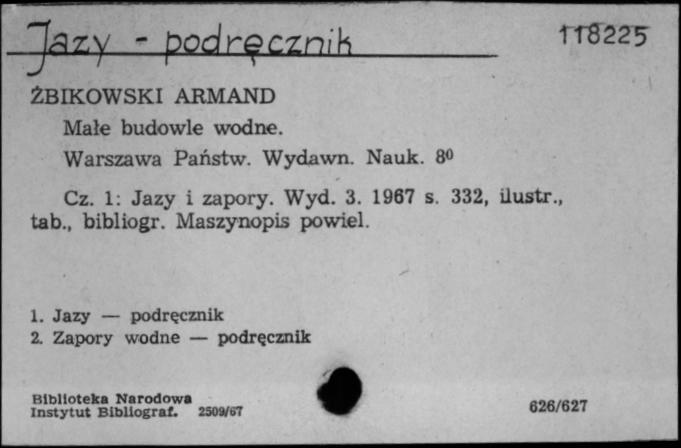 Jazy - podręcznik
118225
ŻBIKOWSKI ARMAND
Małe budowle wodne.
Warszawa Państw. Wydawn. Nauk. 8⁰
Cz. 1: Jazy i zapory. Wyd. 3. 1967 s. 332, ilustr.,
tab., bibliogr. Maszynopis powiel.
1. Jazy — podręcznik
2. Zapory wodne — podręcznik
Biblioteka Narodowa
Instytut Bibliograf. 2509/67
626/627